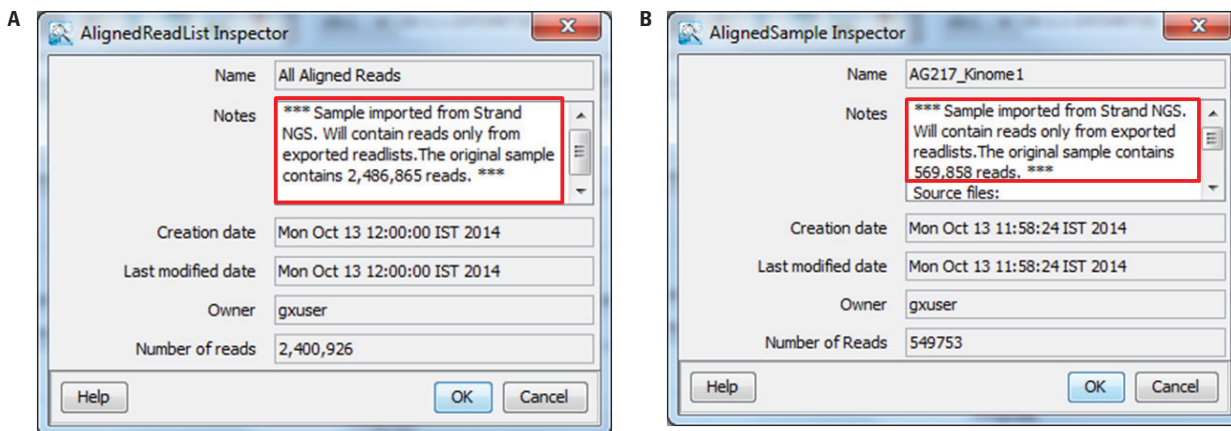 A
AlignedReadList Inspector
Name All Aligned Reads
Notes *** Sample imported from Strand
NGS. Will contain reads only from
exported readlists.The original sample
contains 2,486,865 reads. ***
Creation date Mon Oct 13 12:00:00 IST 2014
Last modified date Mon Oct 13 12:00:00 IST 2014
Owner gxuser
Number of reads 2,400,926
Help OK Cancel
B
AlignedSample Inspector
Name AG217_Kinome1
Notes *** Sample imported from Strand NGS.
Will contain reads only from exported
readlists.The original sample contains
569,858 reads. ***
Source files:
Creation date Mon Oct 13 11:58:24 IST 2014
Last modified date Mon Oct 13 11:58:24 IST 2014
Owner gxuser
Number of Reads 549753
Help OK Cancel